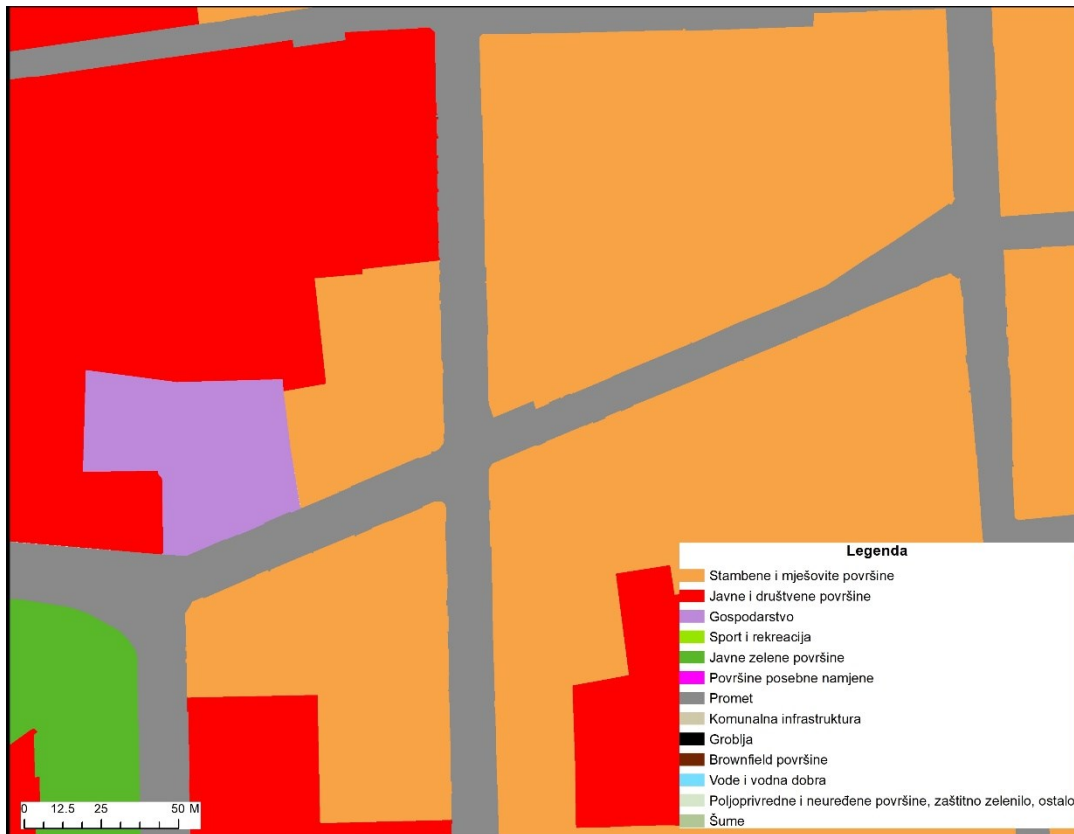 Legenda
Stambene i mješovite površine
Javne i društvene površine
Gospodarstvo
Sport i rekreacija
Javne zelene površine
Površine posebne namjene
Promet
Komunalna infrastruktura
Groblja
Brownfield površine
Vode i vodna dobra
Poljoprivredne i neuređene površine, zaštitno zelenilo, ostalo
Šume
0 12.5 25 50 M